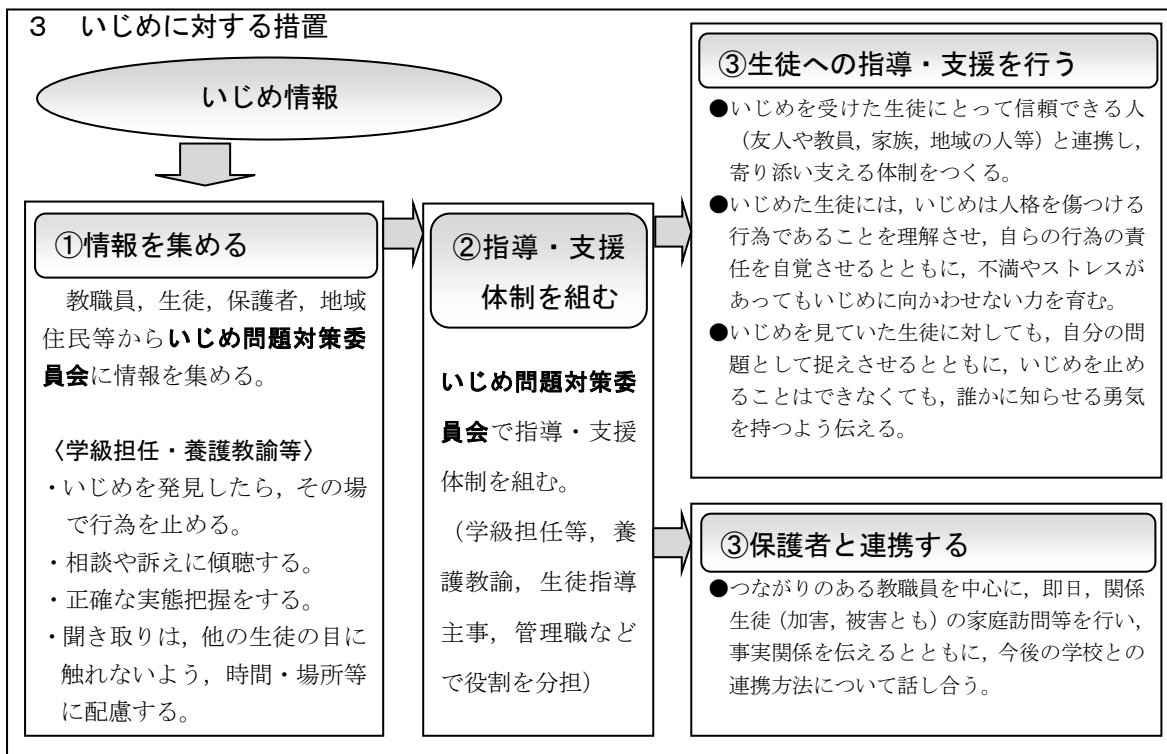 3　いじめに対する措置
いじめ情報
①情報を集める
教職員，生徒，保護者，地域
住民等からいじめ問題対策委
員会に情報を集める。
〈学級担任・養護教諭等〉
・いじめを発見したら，その場
で行為を止める。
・相談や訴えに傾聴する。
・正確な実態把握をする。
・聞き取りは，他の生徒の目に
触れないよう，時間・場所等
に配慮する。
②指導・支援
体制を組む
いじめ問題対策委
員会で指導・支援
体制を組む。
（学級担任等，養
護教諭，生徒指導
主事，管理職など
で役割を分担）
③生徒への指導・支援を行う
●いじめを受けた生徒にとって信頼できる人
（友人や教員，家族，地域の人等）と連携し，
寄り添い支える体制をつくる。
●いじめた生徒には，いじめは人格を傷つける
行為であることを理解させ，自らの行為の責
任を自覚させるとともに，不満やストレスが
あってもいじめに向かわせない力を育む。
●いじめを見ていた生徒に対しても，自分の問
題として捉えさせるとともに，いじめを止め
ることはできなくても，誰かに知らせる勇気
を持つよう伝える。
③保護者と連携する
●つながりのある教職員を中心に，即日，関係
生徒（加害，被害とも）の家庭訪問等を行い，
事実関係を伝えるとともに，今後の学校との
連携方法について話し合う。